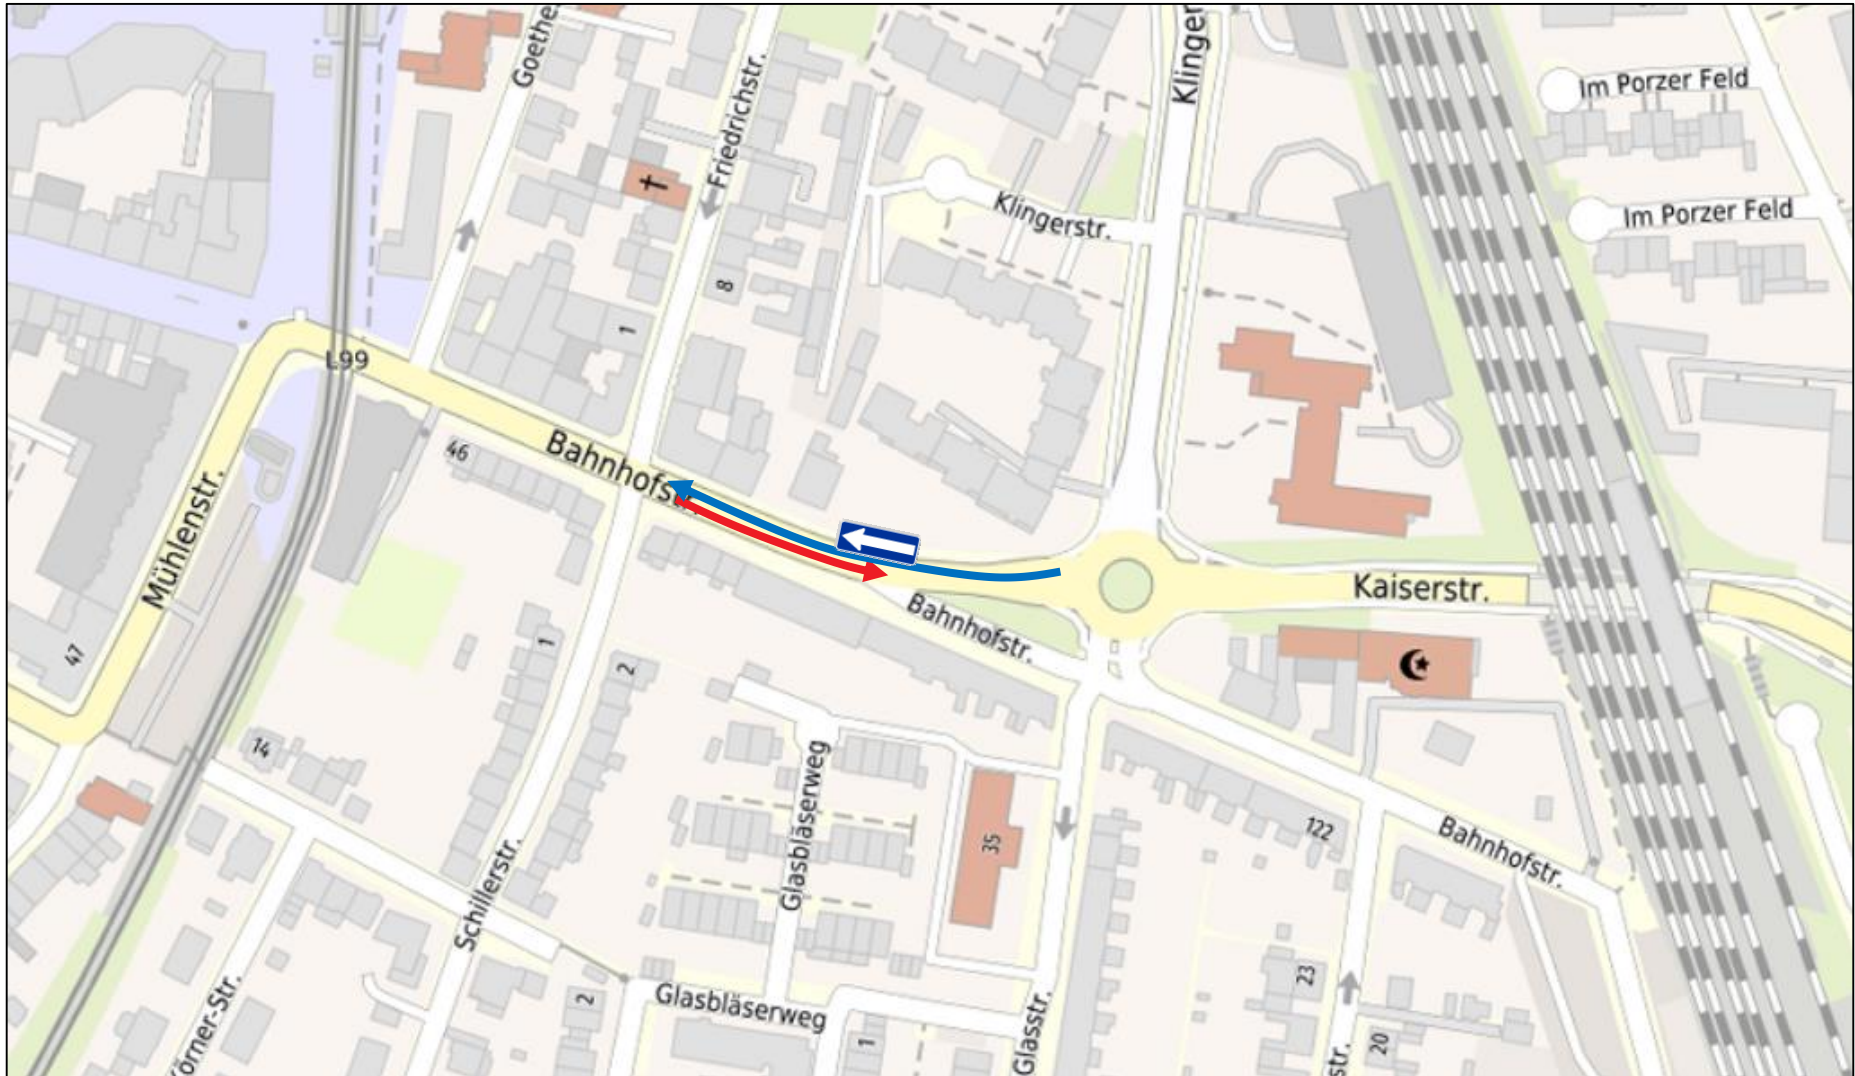 Goethe
Friedrichstr.
Klinger
Im Porzer Feld
Im Porzer Feld
Klingerstr.
8
1
L99
46
Bahnhofstr.
Mühlenstr.
Kaiserstr.
Bahnhofstr.
47
1
2
14
Glasbläserweg
35
122
Bahnhofstr.
Schillerstr.
Körner-Str.
2
Glasbläserweg
1
Glasstr.
23
20
str.